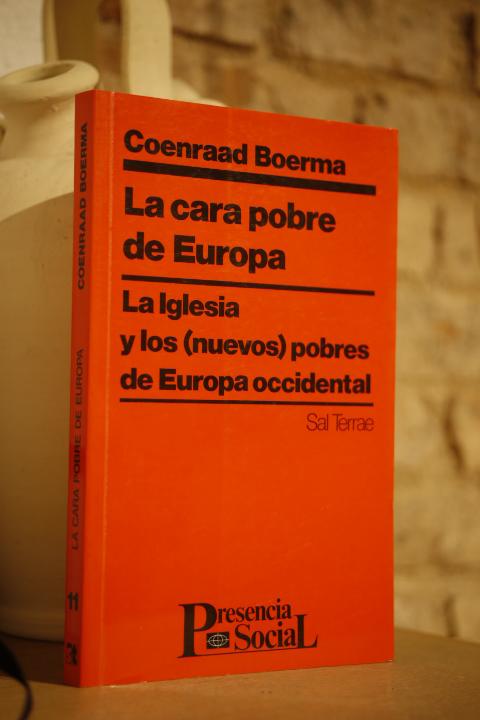 Coenraad Boerma
La cara pobre
de Europa
La Iglesia
y los (nuevos) pobres
de Europa occidental
Sal Terrae
Presencia
Social
COENRAAD BOERMA
LA CARA POBRE DE EUROPA
11